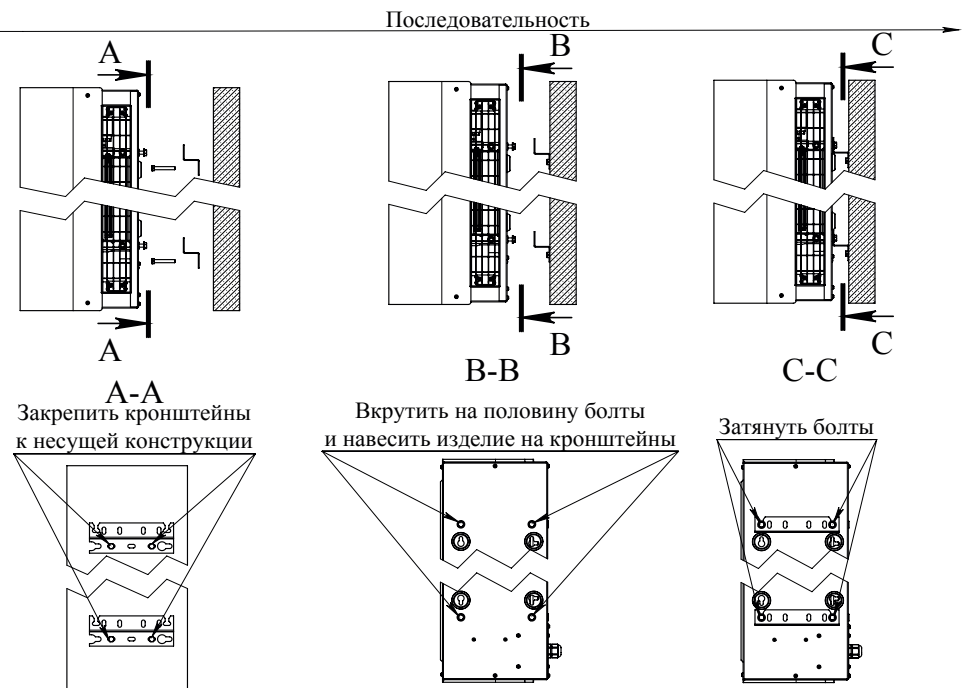 Последовательность
A
B
C
A
B
C
A-A
B-B
C-C
Закрепить кронштейны
к несущей конструкции
Вкрутить на половину болты
и навесить изделие на кронштейны
Затянуть болты